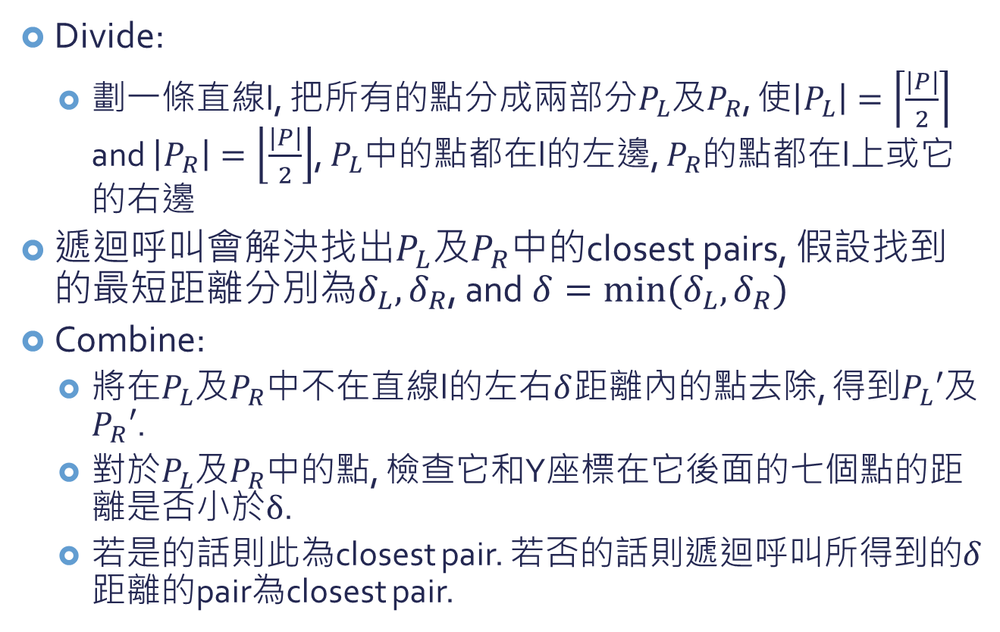 Divide:
劃一條直線l, 把所有的點分成兩部分$P_L$及$P_R$, 使$|P_L| = \left\lceil \frac{|P|}{2} \right\rceil$
and $|P_R| = \left\lfloor \frac{|P|}{2} \right\rfloor$, $P_L$中的點都在l的左邊, $P_R$的點都在l上或它
的右邊
遞迴呼叫會解決找出$P_L$及$P_R$中的closest pairs, 假設找到
的最短距離分別為$\delta_L, \delta_R$, and $\delta = \min(\delta_L, \delta_R)$
Combine:
將在$P_L$及$P_R$中不在直線l的左右$\delta$距離內的點去除, 得到$P_L'$及
$P_R'$.
對於$P_L$及$P_R$中的點, 檢查它和Y座標在它後面的七個點的距
離是否小於δ.
若是的話則此為closest pair. 若否的話則遞迴呼叫所得到的$\delta$
距離的pair為closest pair.